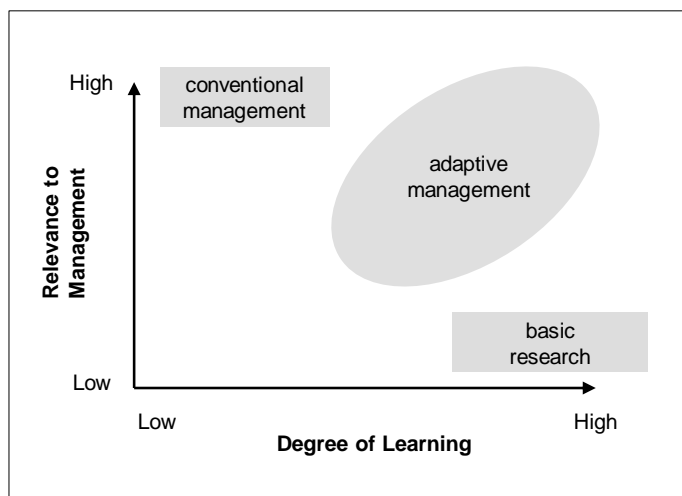 High
conventional
management
adaptive
management
Relevance to
Management
basic
research
Low
Low
High
Degree of Learning